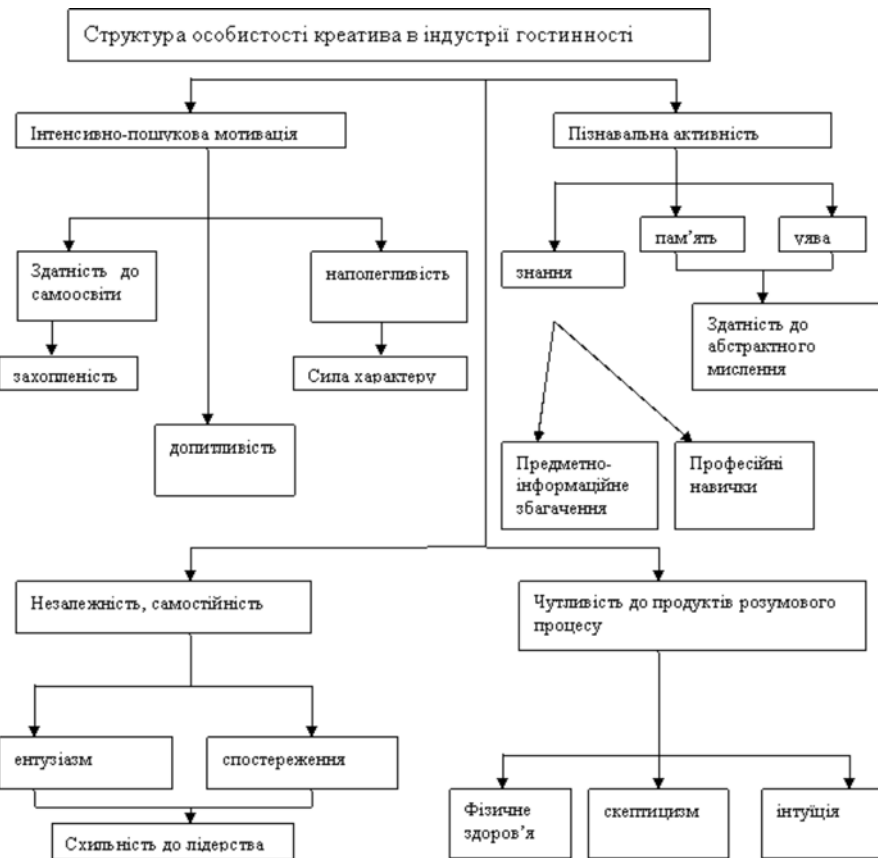 Структура особистості креатива в індустрії гостинності
Інтенсивно-пошукова мотивація
Пізнавальна активність
пам’ять
уява
Здатність до
самоосвіти
наполегливість
знання
Здатність до
абстрактного
мислення
захопленість
Сила характеру
допитливість
Предметно-
інформаційне
збагачення
Професійні
навички
Незалежність, самостійність
Чутливість до продуктів розумового
процесу
ентузіазм
спостереження
Фізичне
здоров’я
скептицизм
інтуїція
Схильність до лідерства